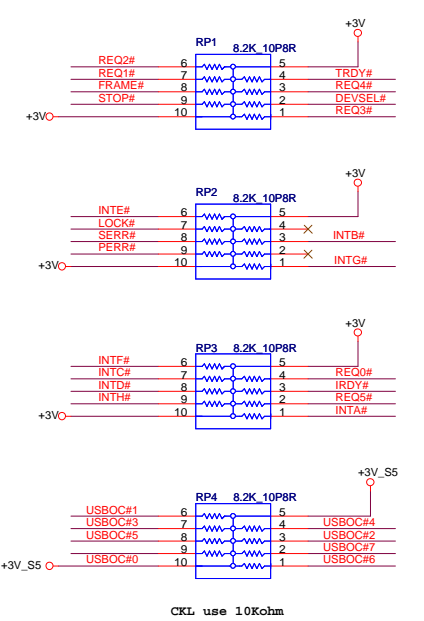 +3V
RP1 8.2K_10P8R
REQ2# 6 5
REQ1# 7 4 TRDY#
FRAME# 8 3 REQ4#
STOP# 9 2 DEVSEL#
+3V 10 1 REQ3#
+3V
RP2 8.2K_10P8R
INTE# 6 5
LOCK# 7 4
SERR# 8 3 INTB#
PERR# 9 2
+3V 10 1 INTG#
+3V
RP3 8.2K_10P8R
INTF# 6 5
INTC# 7 4 REQ0#
INTD# 8 3 IRDY#
INTH# 9 2 REQ5#
+3V 10 1 INTA#
+3V_S5
RP4 8.2K_10P8R
USBOC#1 6 5
USBOC#3 7 4 USBOC#4
USBOC#5 8 3 USBOC#2
9 2 USBOC#7
+3V_S5 USBOC#0 10 1 USBOC#6
CKL use 10Kohm